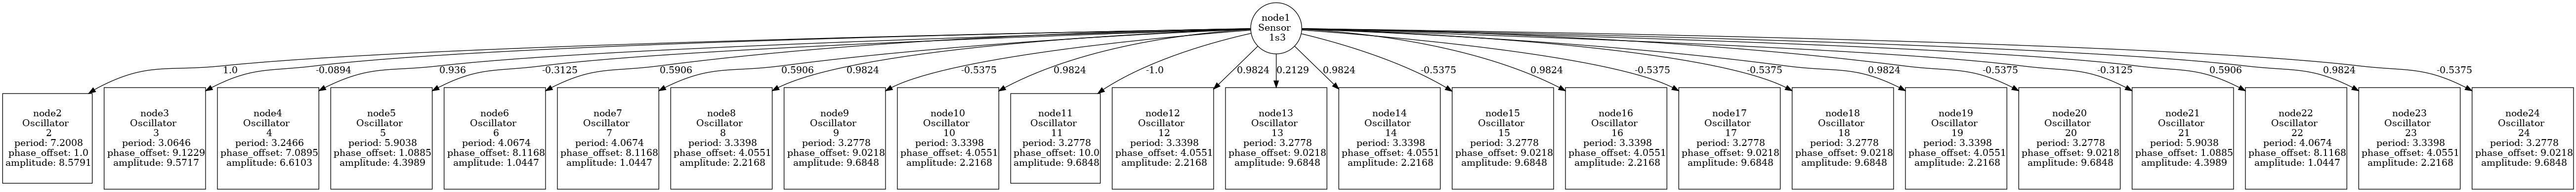 node1
Sensor
1s3
1.0
-0.0894
0.936
-0.3125
0.5906
0.5906
0.9824
-0.5375
0.9824
-1.0
0.9824
0.2129
0.9824
-0.5375
0.9824
-0.5375
-0.5375
0.9824
-0.5375
-0.3125
0.5906
0.9824
-0.5375
node2
Oscillator
2
period: 7.2008
phase_offset: 1.0
amplitude: 8.5791
node3
Oscillator
3
period: 3.0646
phase_offset: 9.1229
amplitude: 9.5717
node4
Oscillator
4
period: 3.2466
phase_offset: 7.0895
amplitude: 6.6103
node5
Oscillator
5
period: 5.9038
phase_offset: 1.0885
amplitude: 4.3989
node6
Oscillator
6
period: 4.0674
phase_offset: 8.1168
amplitude: 1.0447
node7
Oscillator
7
period: 4.0674
phase_offset: 8.1168
amplitude: 1.0447
node8
Oscillator
8
period: 3.3398
phase_offset: 4.0551
amplitude: 2.2168
node9
Oscillator
9
period: 3.2778
phase_offset: 9.0218
amplitude: 9.6848
node10
Oscillator
10
period: 3.3398
phase_offset: 4.0551
amplitude: 2.2168
node11
Oscillator
11
period: 3.2778
phase_offset: 10.0
amplitude: 9.6848
node12
Oscillator
12
period: 3.3398
phase_offset: 4.0551
amplitude: 2.2168
node13
Oscillator
13
period: 3.2778
phase_offset: 9.0218
amplitude: 9.6848
node14
Oscillator
14
period: 3.3398
phase_offset: 4.0551
amplitude: 2.2168
node15
Oscillator
15
period: 3.2778
phase_offset: 9.0218
amplitude: 9.6848
node16
Oscillator
16
period: 3.3398
phase_offset: 4.0551
amplitude: 2.2168
node17
Oscillator
17
period: 3.2778
phase_offset: 9.0218
amplitude: 9.6848
node18
Oscillator
18
period: 3.2778
phase_offset: 9.0218
amplitude: 9.6848
node19
Oscillator
19
period: 3.3398
phase_offset: 4.0551
amplitude: 2.2168
node20
Oscillator
20
period: 3.2778
phase_offset: 9.0218
amplitude: 9.6848
node21
Oscillator
21
period: 5.9038
phase_offset: 1.0885
amplitude: 4.3989
node22
Oscillator
22
period: 4.0674
phase_offset: 8.1168
amplitude: 1.0447
node23
Oscillator
23
period: 3.3398
phase_offset: 4.0551
amplitude: 2.2168
node24
Oscillator
24
period: 3.2778
phase_offset: 9.0218
amplitude: 9.6848